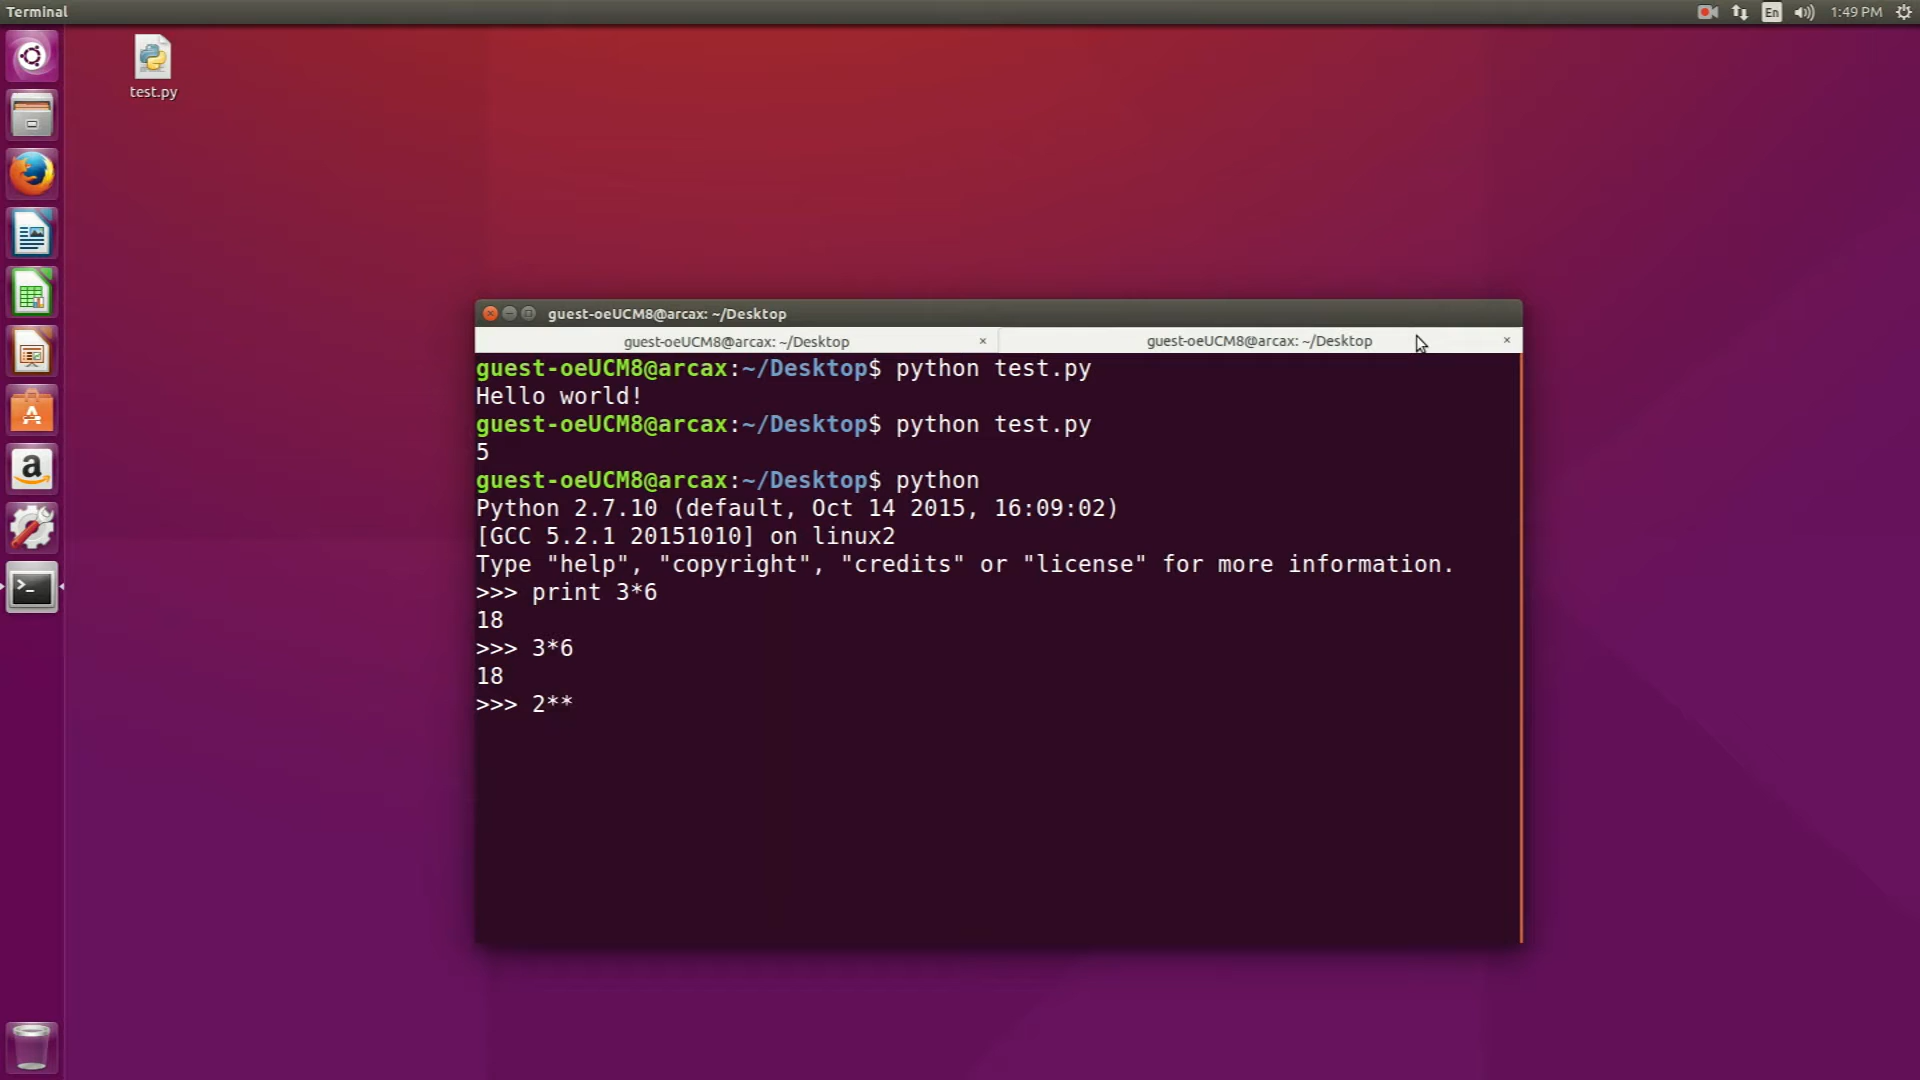 Terminal
En
1:49 PM
test.py
guest-oeUCM8@arcax: ~/Desktop
guest-oeUCM8@arcax: ~/Desktop × guest-oeUCM8@arcax: ~/Desktop ×
guest-oeUCM8@arcax:~/Desktop$ python test.py
Hello world!
guest-oeUCM8@arcax:~/Desktop$ python test.py
5
guest-oeUCM8@arcax:~/Desktop$ python
Python 2.7.10 (default, Oct 14 2015, 16:09:02)
[GCC 5.2.1 20151010] on linux2
Type "help", "copyright", "credits" or "license" for more information.
>>> print 3*6
18
>>> 3*6
18
>>> 2**